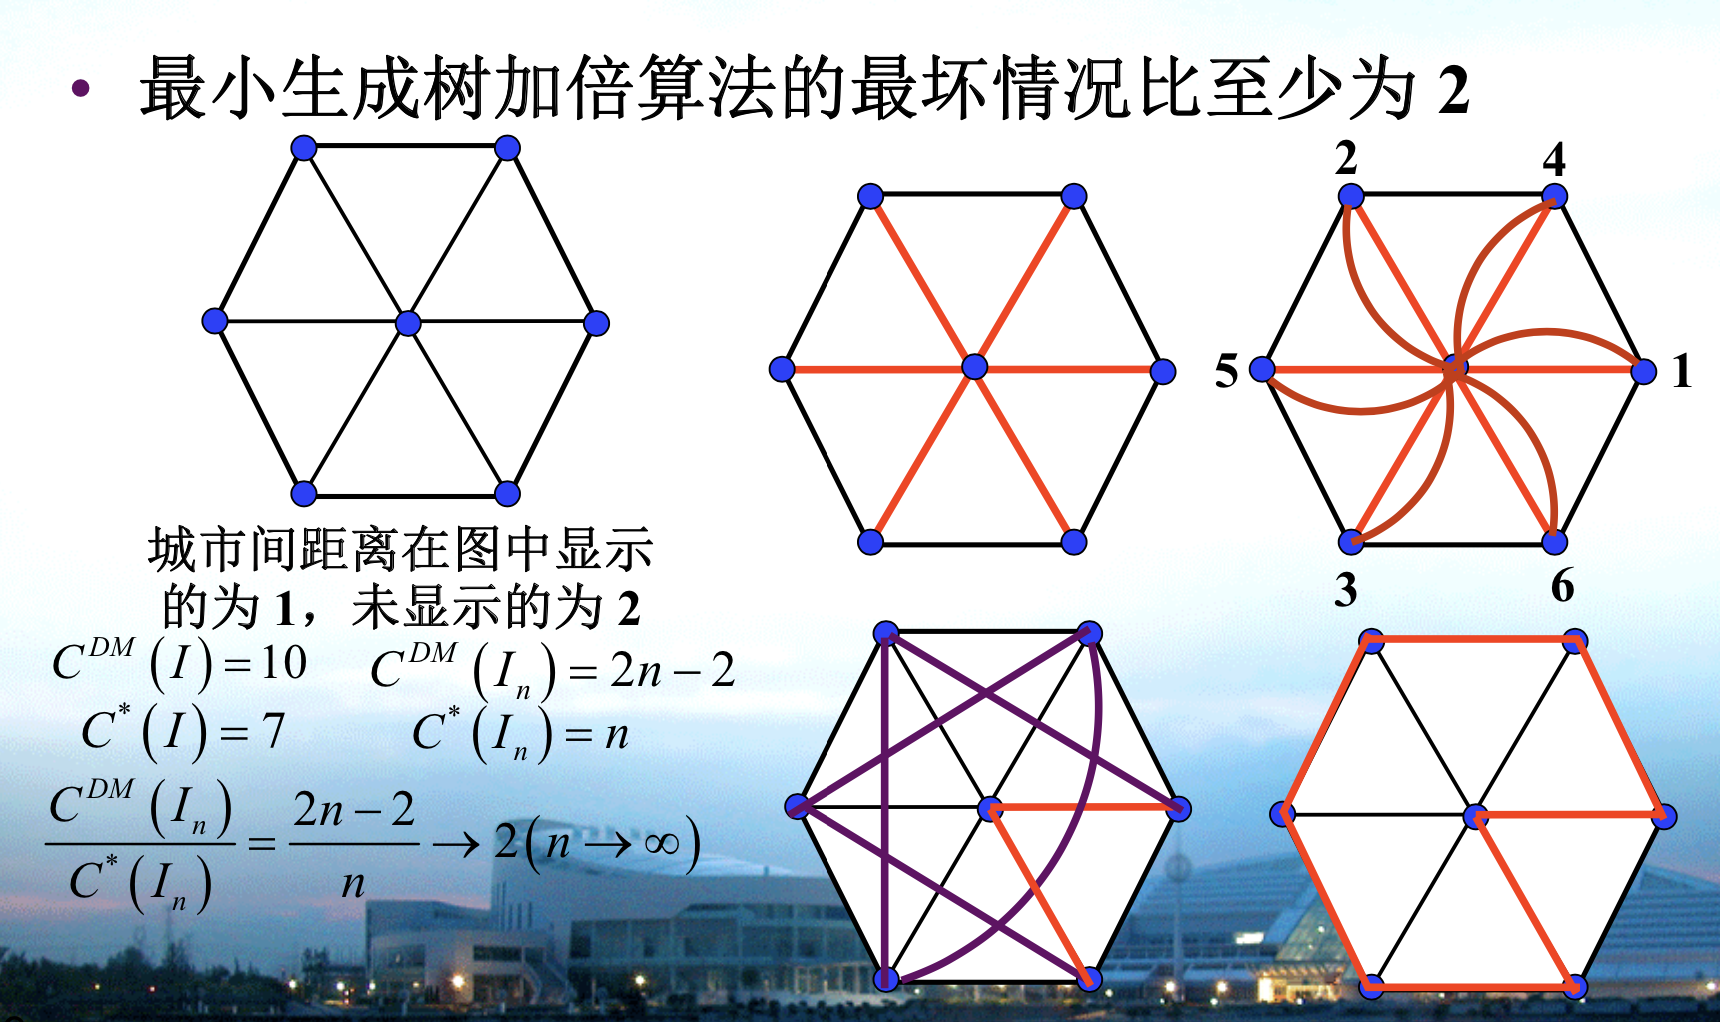 • 最小生成树加倍算法的最坏情况比至少为 2
2 4
5 1
3 6
城市间距离在图中显示
的为 1，未显示的为 2
C^{DM}(I) = 10 C^{DM}(I_n) = 2n − 2
C^*(I) = 7 C^*(I_n) = n
\frac{C^{DM}(I_n)}{C^*(I_n)} = \frac{2n − 2}{n} → 2(n → ∞)